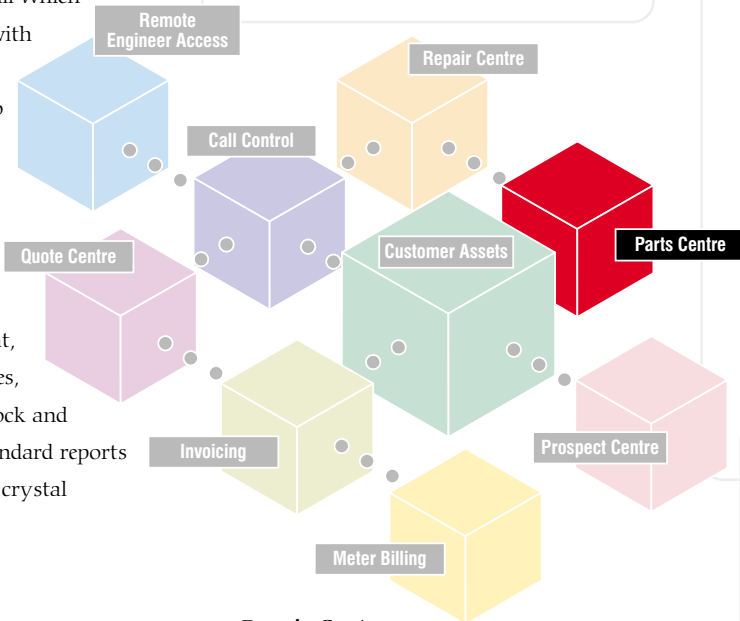 with
Remote
Engineer Access
Repair Centre
Call Control
Parts Centre
Quote Centre
Customer Assets
ock and
Invoicing
ndard reports
Prospect Centre
crystal
Meter Billing